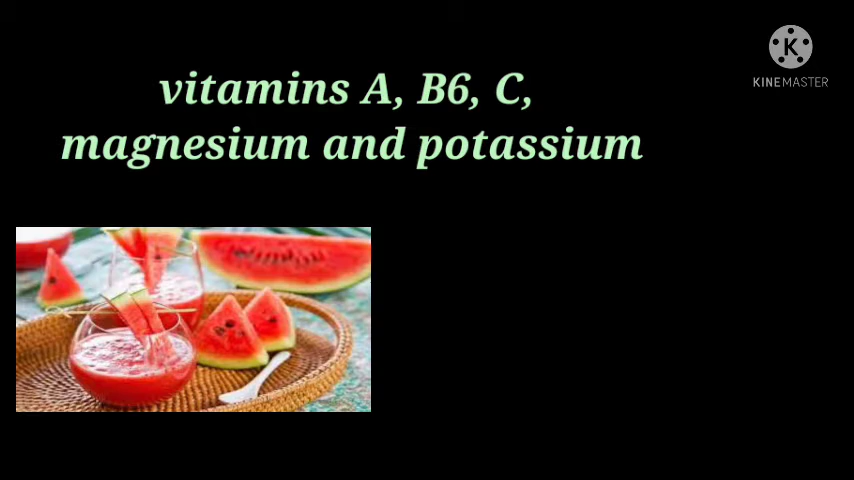 vitamins A, B6, C,
magnesium and potassium
K
KINEMASTER